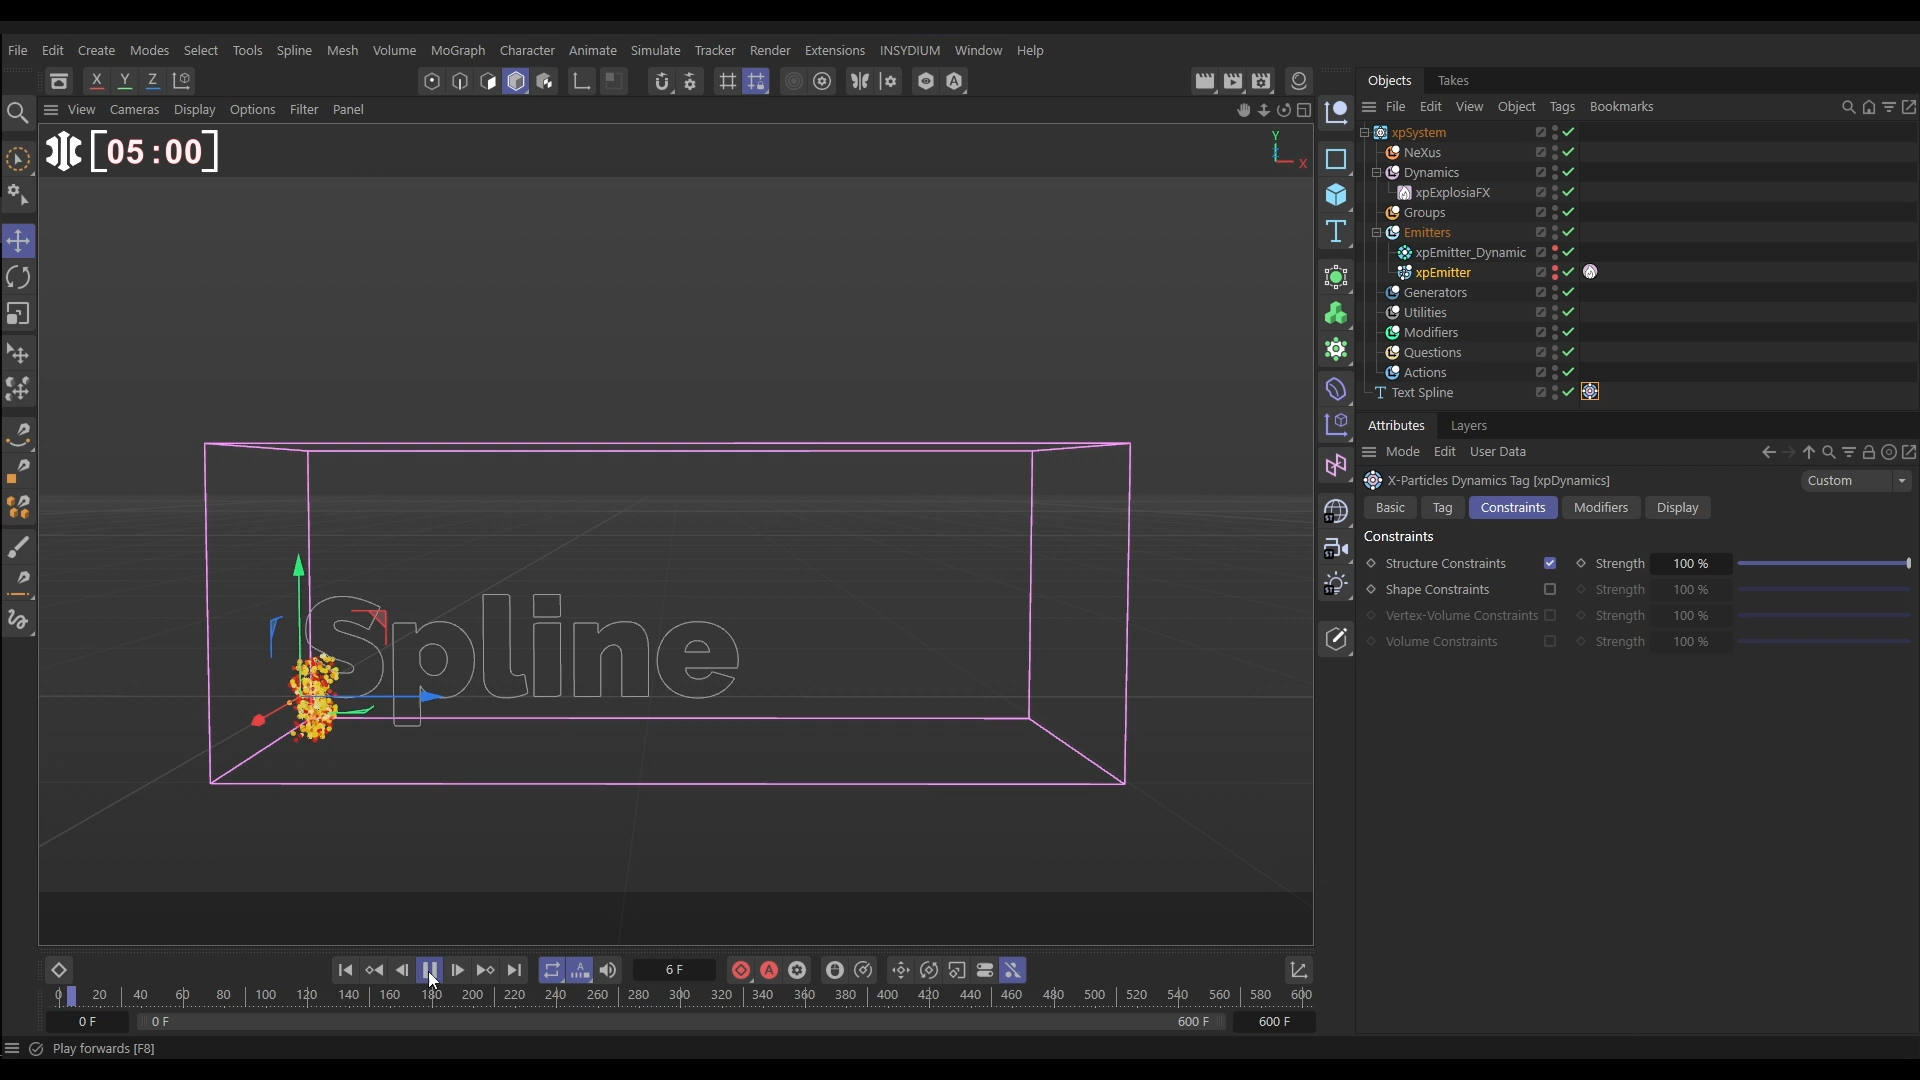 File Edit Create Modes Select Tools Spline Mesh Volume MoGraph Character Animate Simulate Tracker Render Extensions INSYDIUM Window Help
X Y Z
View Cameras Display Options Filter Panel
[05:00]
Y
Z
X
Spline
6 F
0 20 40 60 80 100 120 140 160 180 200 220 240 260 280 300 320 340 360 380 400 420 440 460 480 500 520 540 560 580 600
0 F 0 F 600 F 600 F
Play forwards [F8]
Objects Takes
File Edit View Object Tags Bookmarks
xpSystem
NeXus
Dynamics
xpExplosiaFX
Groups
Emitters
xpEmitter_Dynamic
xpEmitter
Generators
Utilities
Modifiers
Questions
Actions
Text Spline
Attributes Layers
Mode Edit User Data
X-Particles Dynamics Tag [xpDynamics] Custom
Basic Tag Constraints Modifiers Display
Constraints
Structure Constraints Strength 100 %
Shape Constraints Strength 100 %
Vertex-Volume Constraints Strength 100 %
Volume Constraints Strength 100 %